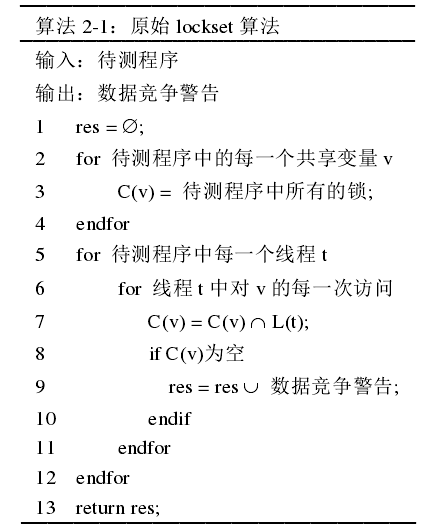 算法 2-1：原始 lockset 算法
输入：待测程序
输出：数据竞争警告
1 res = ∅;
2 for 待测程序中的每一个共享变量 v
3 C(v) = 待测程序中所有的锁;
4 endfor
5 for 待测程序中每一个线程 t
6 for 线程 t 中对 v 的每一次访问
7 C(v) = C(v) ∩ L(t);
8 if C(v)为空
9 res = res ∪ 数据竞争警告;
10 endif
11 endfor
12 endfor
13 return res;